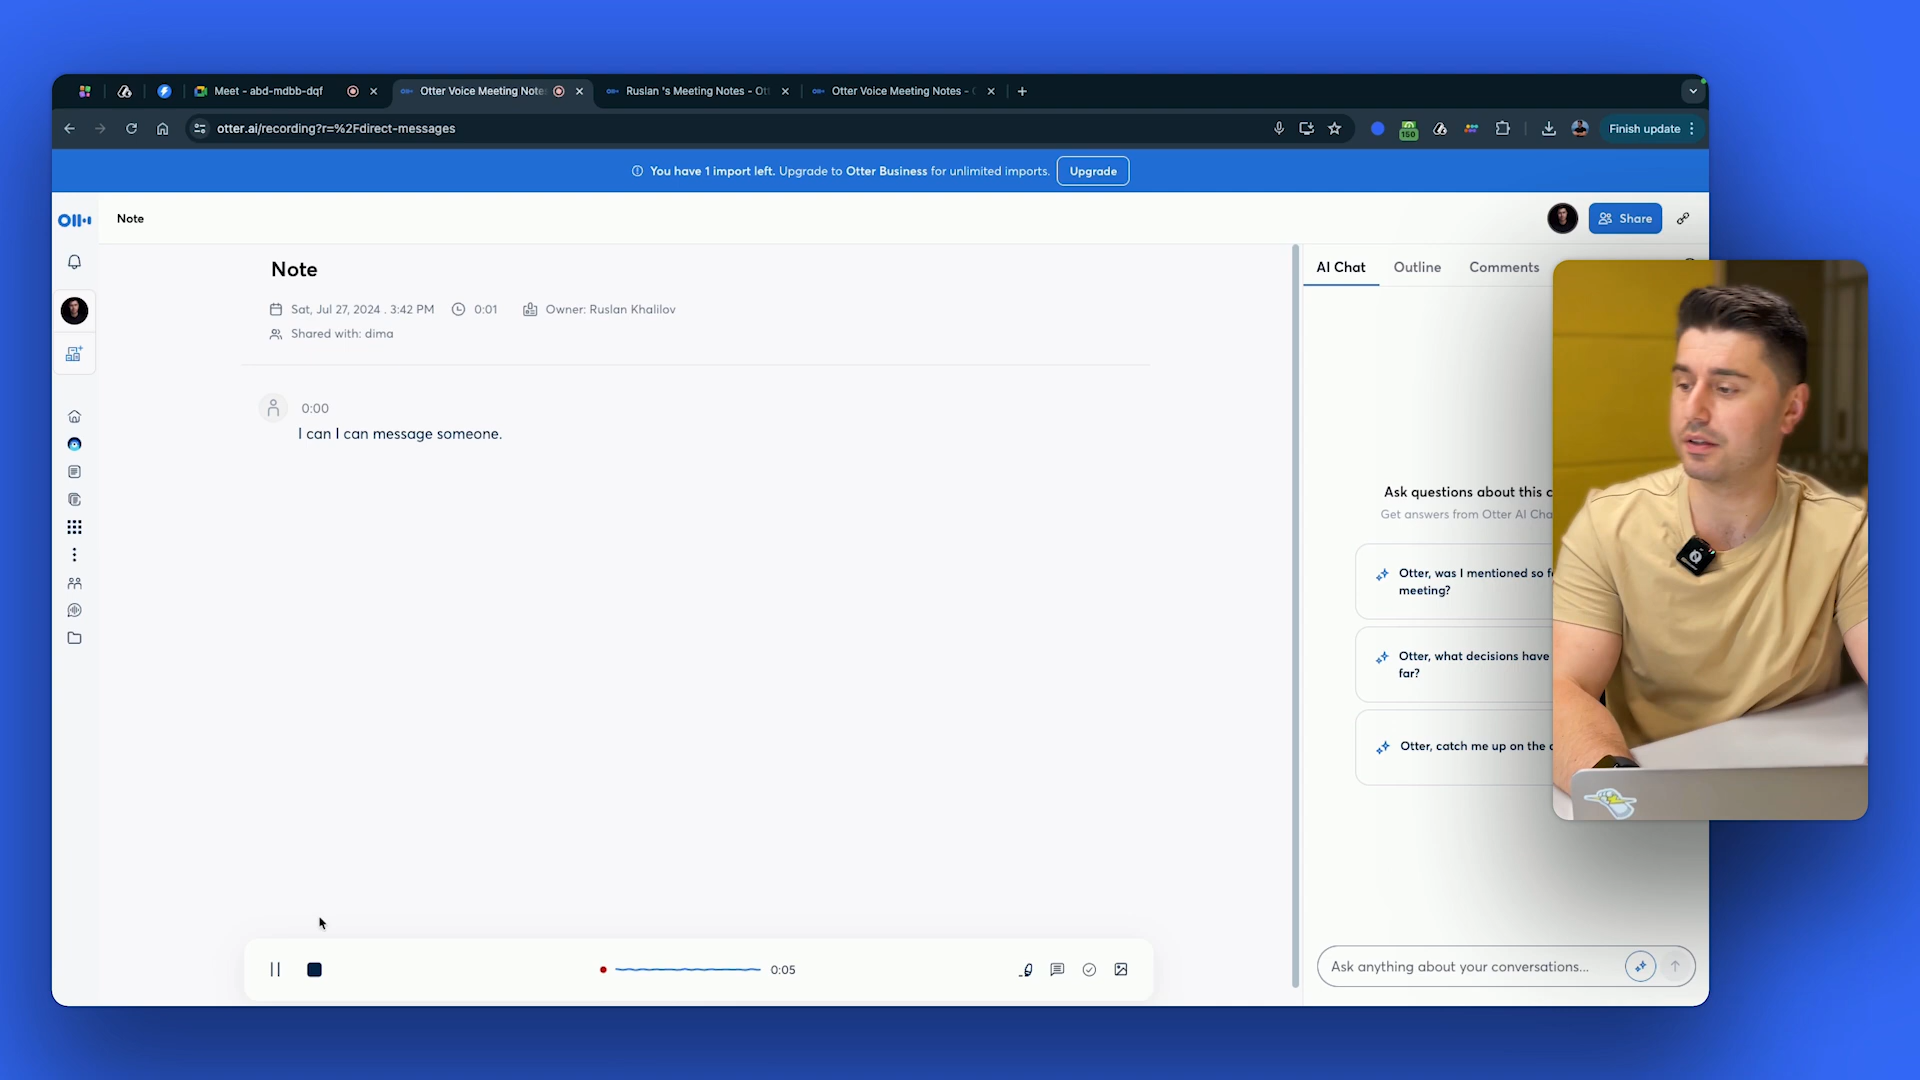 Meet - abd-mdbb-dqf
Otter Voice Meeting Note
Ruslan 's Meeting Notes - Ot
Otter Voice Meeting Notes -
otter.ai/recording?r=%2Fdirect-messages
150
Finish update
You have 1 import left. Upgrade to Otter Business for unlimited imports.
Upgrade
Note
Share
Note
AI Chat
Outline
Comments
Sat, Jul 27, 2024 . 3:42 PM
0:01
Owner: Ruslan Khalilov
Shared with: dima
0:00
I can I can message someone.
Ask questions about this c
Get answers from Otter AI Cha
Otter, was I mentioned so f
meeting?
Otter, what decisions have
far?
Otter, catch me up on the
0:05
Ask anything about your conversations...